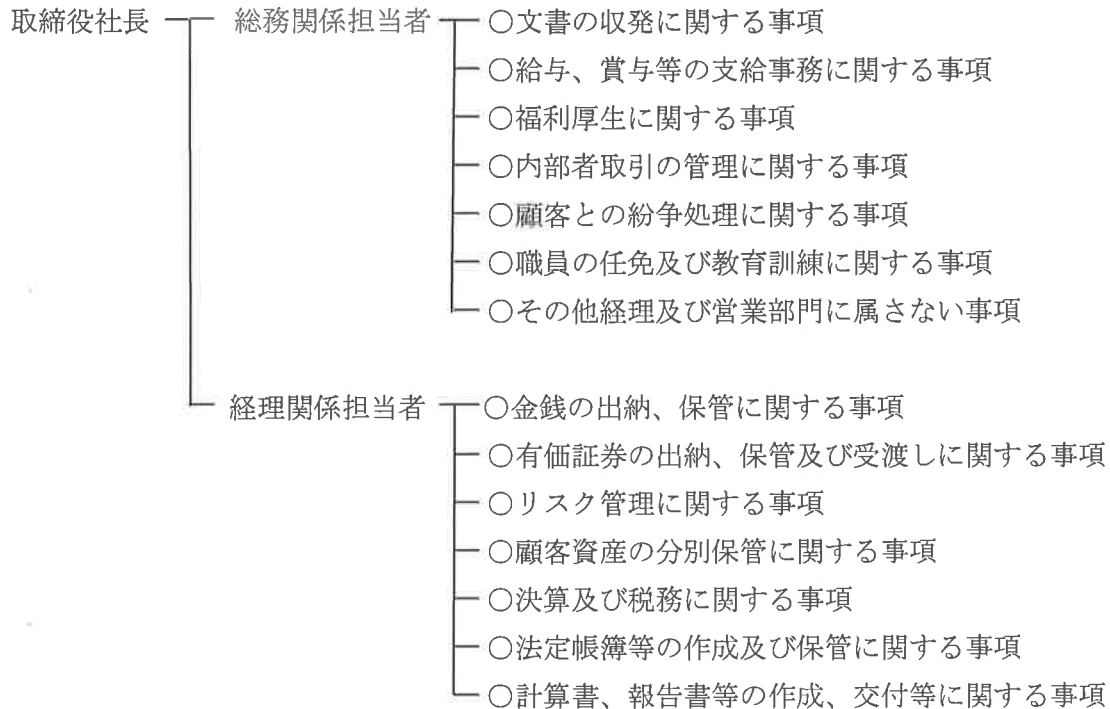 取締役社長 総務関係担当者 ○文書の収発に関する事項
○給与、賞与等の支給事務に関する事項
○福利厚生に関する事項
○内部者取引の管理に関する事項
○顧客との紛争処理に関する事項
○職員の任免及び教育訓練に関する事項
○その他経理及び営業部門に属さない事項
経理関係担当者 ○金銭の出納、保管に関する事項
○有価証券の出納、保管及び受渡しに関する事項
○リスク管理に関する事項
○顧客資産の分別保管に関する事項
○決算及び税務に関する事項
○法定帳簿等の作成及び保管に関する事項
○計算書、報告書等の作成、交付等に関する事項